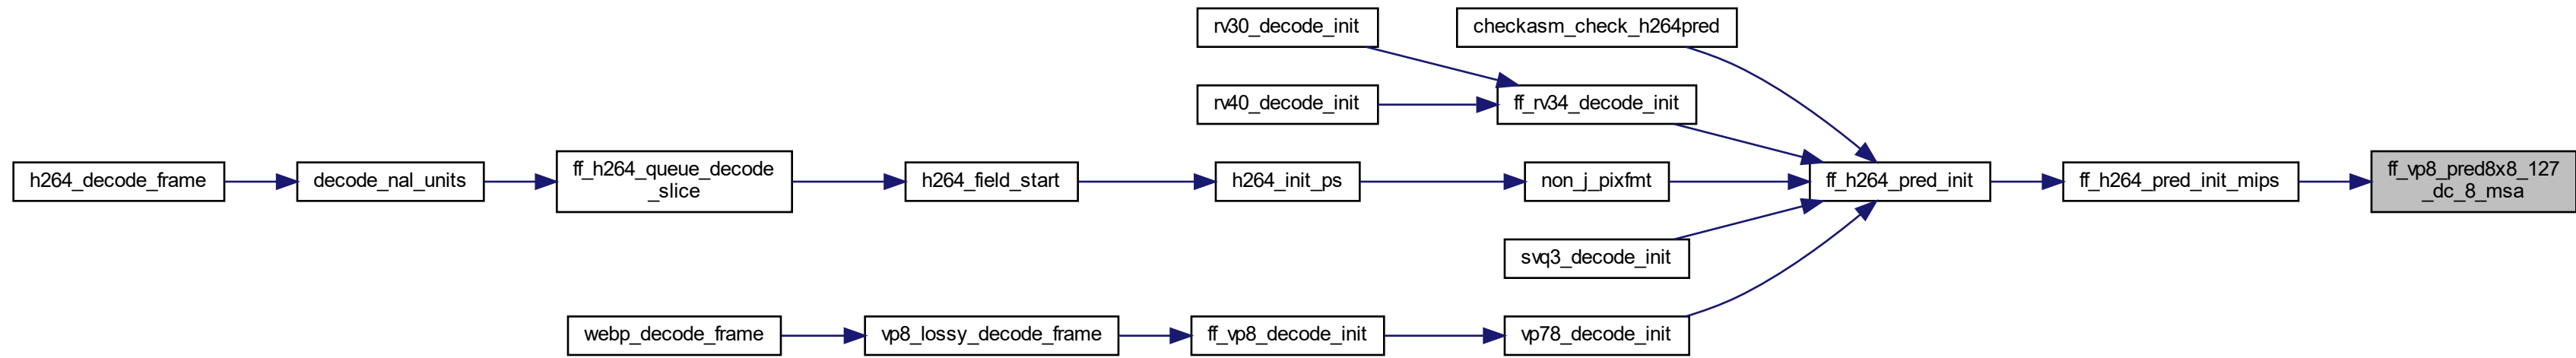 rv30_decode_init
checkasm_check_h264pred
rv40_decode_init
ff_rv34_decode_init
h264_decode_frame
decode_nal_units
ff_h264_queue_decode
_slice
h264_field_start
h264_init_ps
non_j_pixfmt
ff_h264_pred_init
ff_h264_pred_init_mips
ff_vp8_pred8x8_127
_dc_8_msa
svq3_decode_init
webp_decode_frame
vp8_lossy_decode_frame
ff_vp8_decode_init
vp78_decode_init